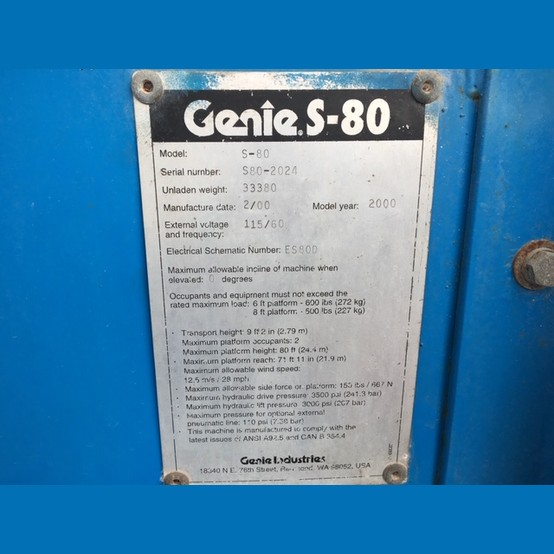 Genie. S-80
Model: S-80
Serial number: S80-2024
Unladen weight: 33380
Manufacture date: 2/00 Model year: 2000
External voltage 115/60
and frequency:
Electrical Schematic Number: ES80D
Maximum allowable incline of machine when
elevated: 0 degrees
Occupants and equipment must not exceed the
rated maximum load: 6 ft platform - 600 lbs (272 kg)
8 ft platform - 500 lbs (227 kg)
· Transport height: 9 ft 2 in (2.79 m)
Maximum platform occupants: 2
Maximum platform height: 80 ft (24.4 m)
· Maximum platform reach: 71 ft 11 in (21.9 m)
Maximum allowable wind speed:
12.5 m/s / 28 mph
· Maximum allowable side force of platform: 150 lbs / 667 N
· Maximum hydraulic drive pressure: 3500 psi (241.3 bar)
· Maximum hydraulic lift pressure: 3000 psi (207 bar)
· Maximum pressure for optional external
pneumatic line: 110 psi (7.58 bar)
· This machine is manufactured to comply with the
latest issues of ANSI A92.5 and CAN B 354.4
Genie Industries
18340 N.E. 76th Street, Redmond, WA 98052, USA